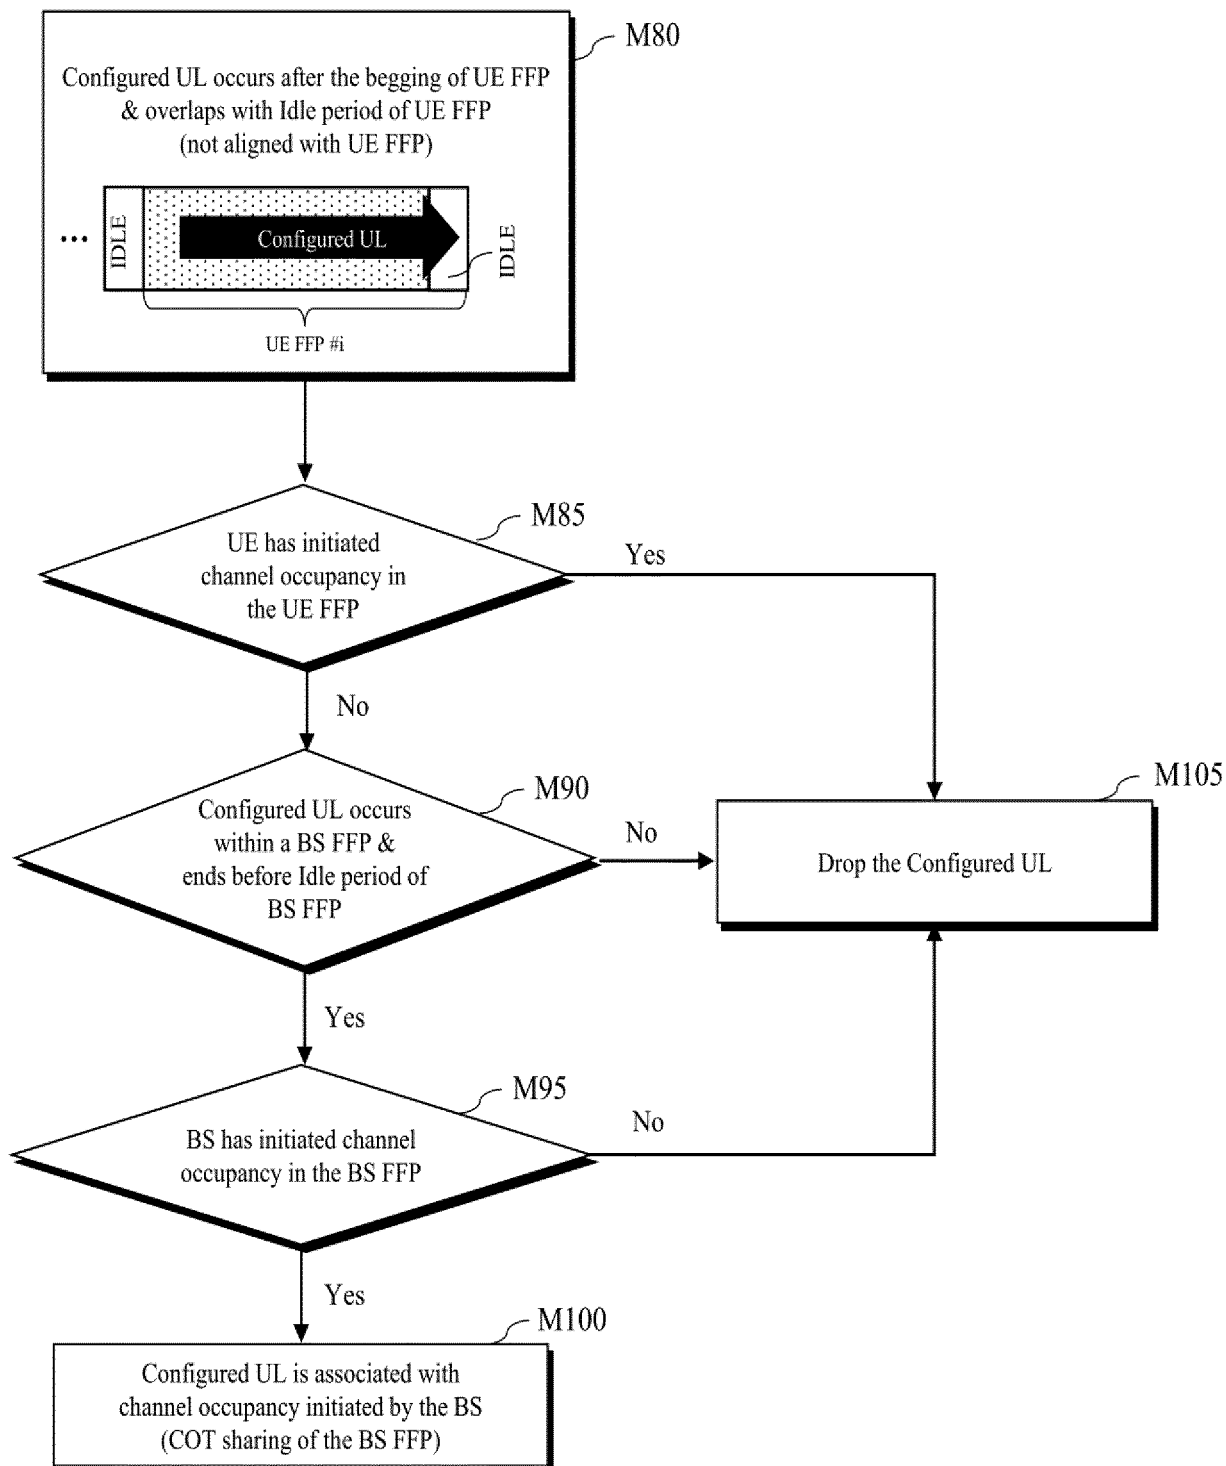 M80
Configured UL occurs after the begging of UE FFP
& overlaps with Idle period of UE FFP
(not aligned with UE FFP)
...
IDLE
Configured UL
IDLE
UE FFP #i
M85
UE has initiated
channel occupancy in
the UE FFP
Yes
No
M90
Configured UL occurs
within a BS FFP &
ends before Idle period of
BS FFP
No
M105
Drop the Configured UL
Yes
M95
BS has initiated channel
occupancy in the BS FFP
No
Yes
M100
Configured UL is associated with
channel occupancy initiated by the BS
(COT sharing of the BS FFP)